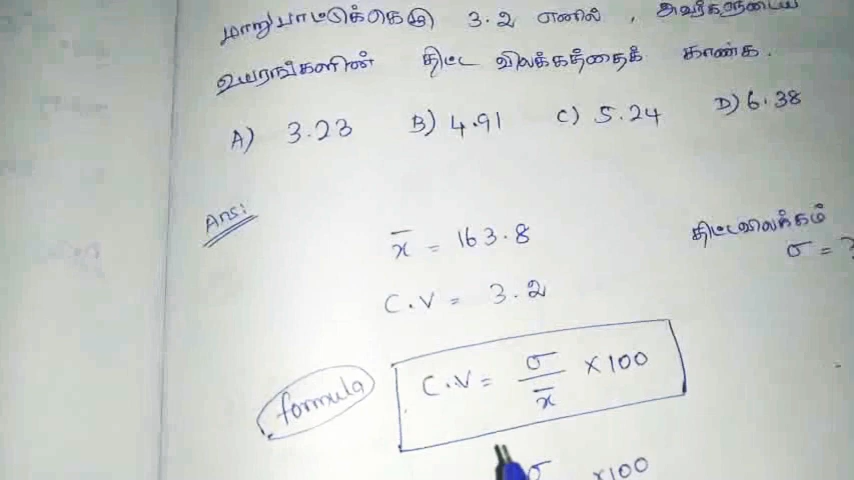 மாறுபாட்டுக்கெழு 3.2 எனில் , அவர்களுடைய
உயரங்களின் திட்ட விலக்கத்தைக் காண்க .
A) 3.23 B) 4.91 C) 5.24 D) 6.38
Ans:
x̄ = 163.8
திட்டவிலக்கம்
σ = ?
C.V = 3.2
formula
C.V = σ/x̄ × 100
σ ×100